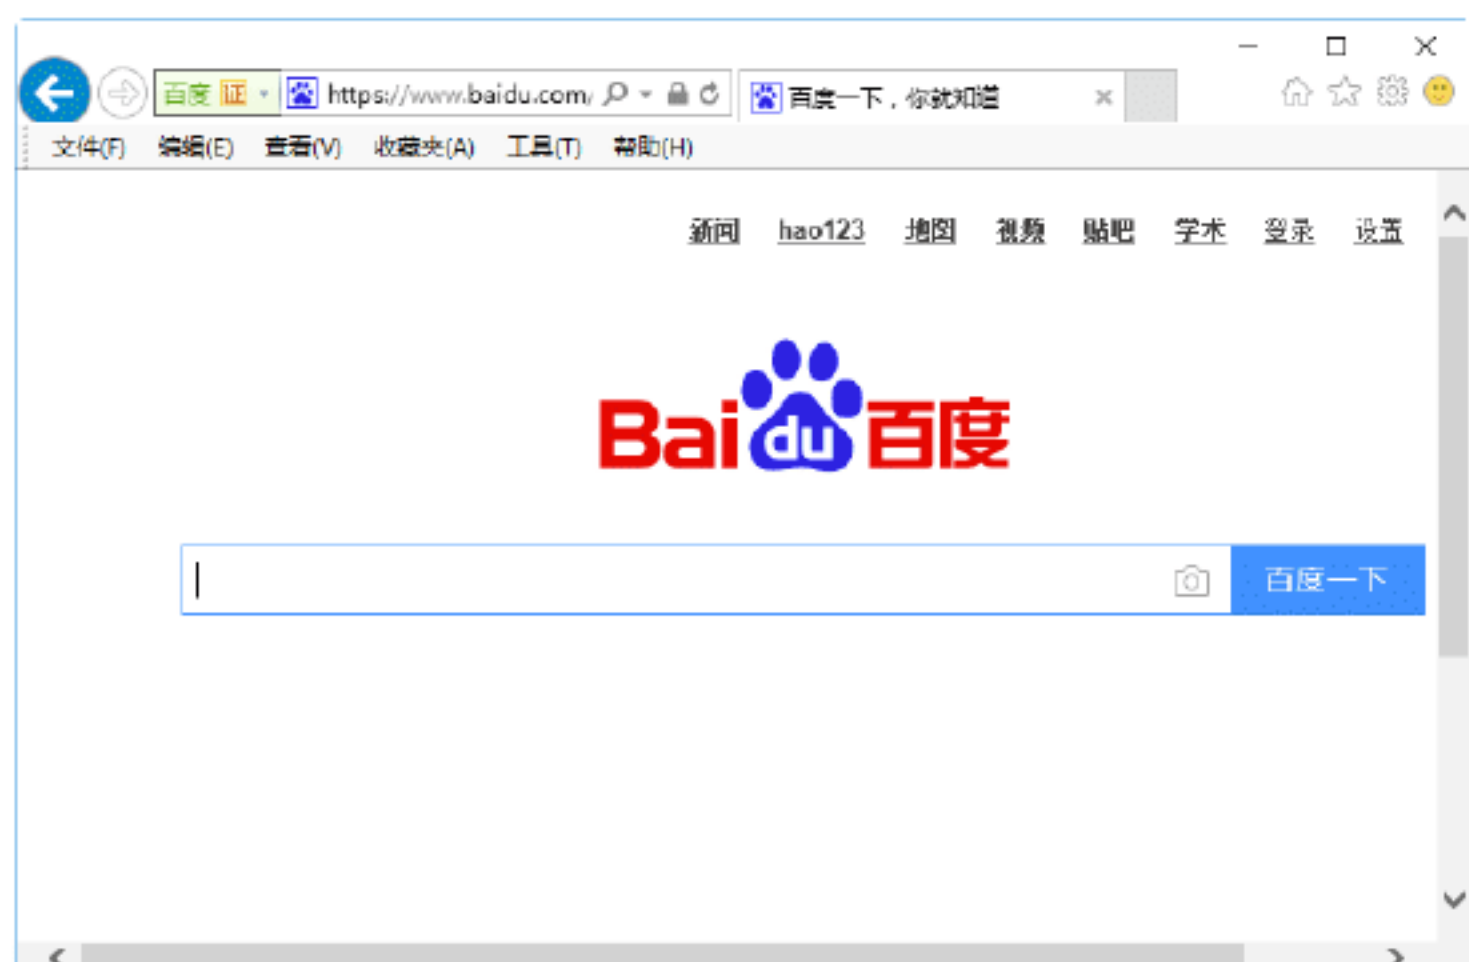 百度 证 https://www.baidu.com/ 百度一下，你就知道
文件(F) 编辑(E) 查看(V) 收藏夹(A) 工具(T) 帮助(H)
新闻 hao123 地图 视频 贴吧 学术 登录 设置
Bai du 百度
百度一下